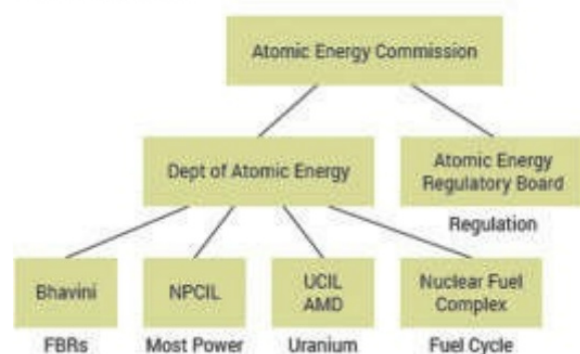 Atomic Energy Commission
Dept of Atomic Energy
Atomic Energy
Regulatory Board
Regulation
Bhavini
NPCIL
UCIL
AMD
Nuclear Fuel
Complex
FBRs
Most Power
Uranium
Fuel Cycle